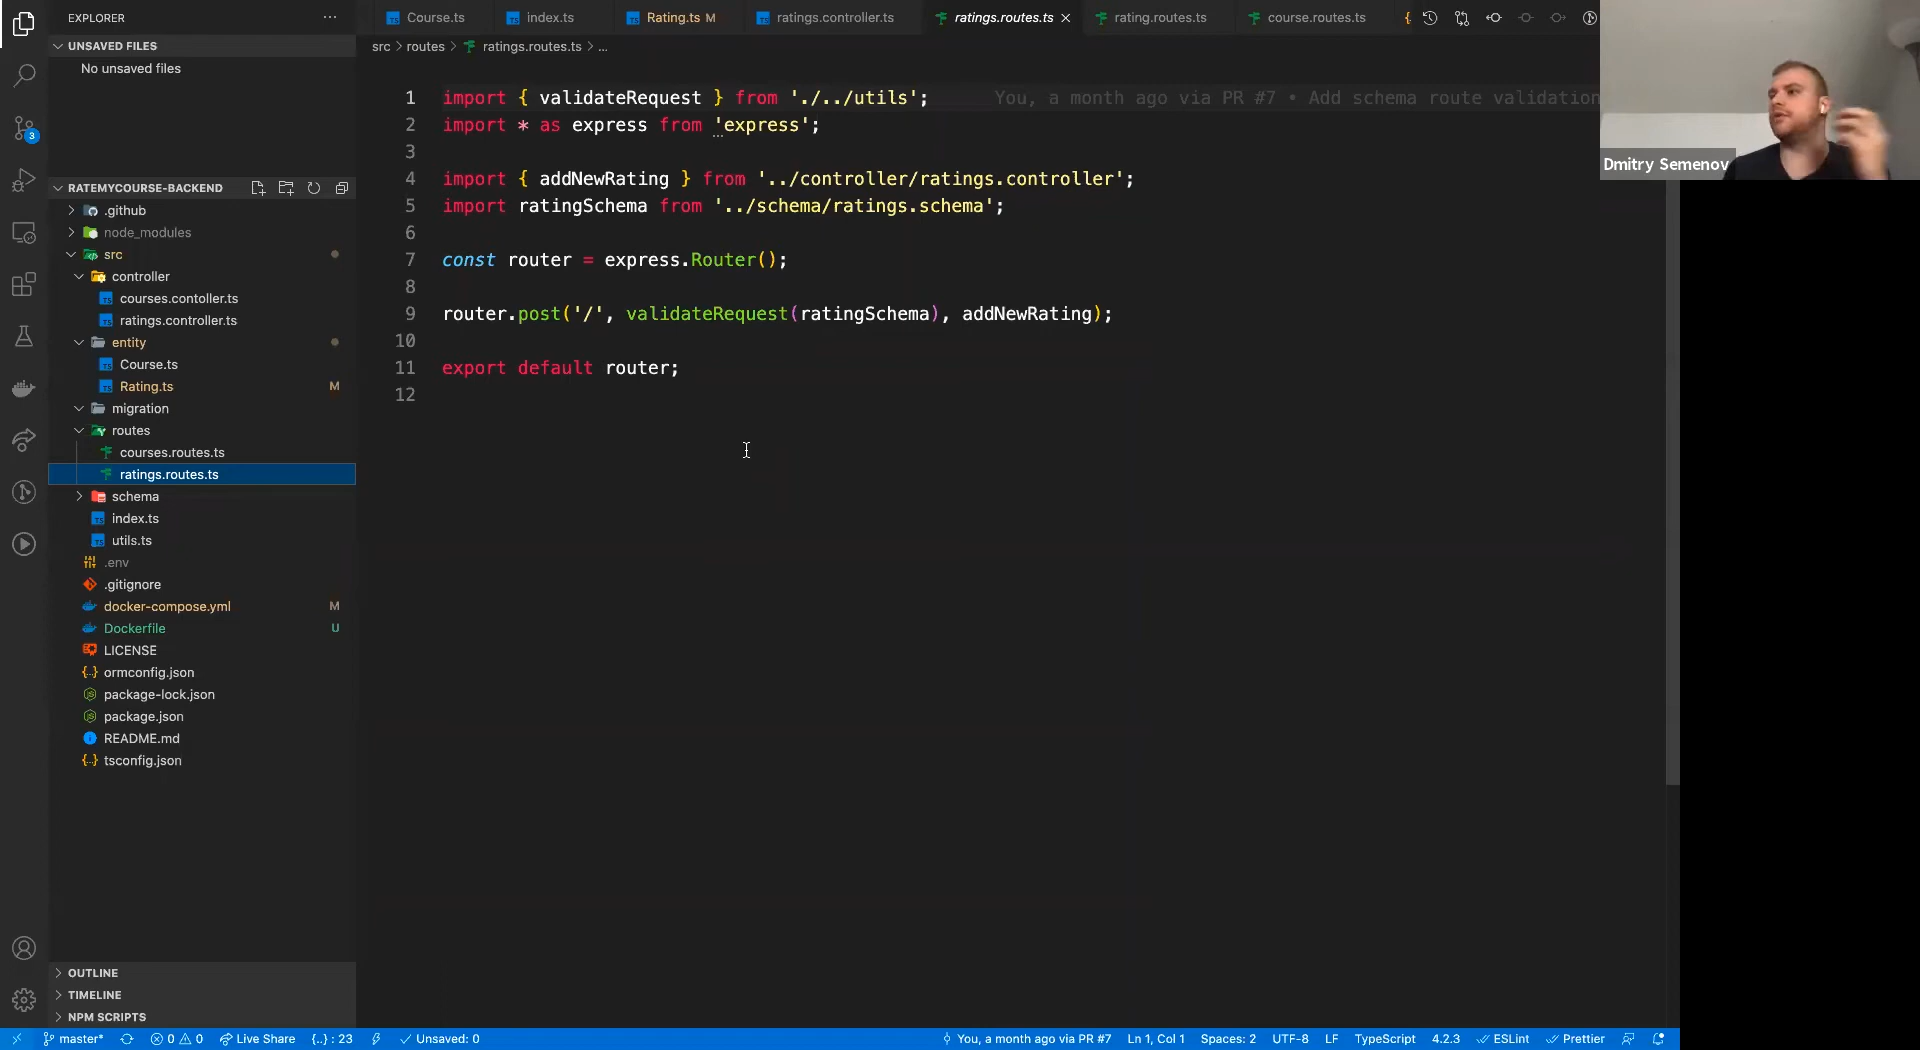 EXPLORER
UNSAVED FILES
No unsaved files
RATEMYCOURSE-BACKEND
.github
node_modules
src
controller
courses.contoller.ts
ratings.controller.ts
entity
Course.ts
Rating.ts M
migration
routes
courses.routes.ts
ratings.routes.ts
schema
index.ts
utils.ts
.env
.gitignore
docker-compose.yml M
Dockerfile U
LICENSE
ormconfig.json
package-lock.json
package.json
README.md
tsconfig.json
OUTLINE
TIMELINE
NPM SCRIPTS
3
Course.ts index.ts Rating.ts M ratings.controller.ts ratings.routes.ts rating.routes.ts course.routes.ts
src > routes > ratings.routes.ts > ...
1 import { validateRequest } from './../utils'; You, a month ago via PR #7 • Add schema route validation
2 import * as express from 'express';
3
4 import { addNewRating } from '../controller/ratings.controller';
5 import ratingSchema from '../schema/ratings.schema';
6
7 const router = express.Router();
8
9 router.post('/', validateRequest(ratingSchema), addNewRating);
10
11 export default router;
12
Dmitry Semenov
master* 0 0 Live Share {..} : 23 Unsaved: 0 You, a month ago via PR #7 Ln 1, Col 1 Spaces: 2 UTF-8 LF TypeScript 4.2.3 ESLint Prettier